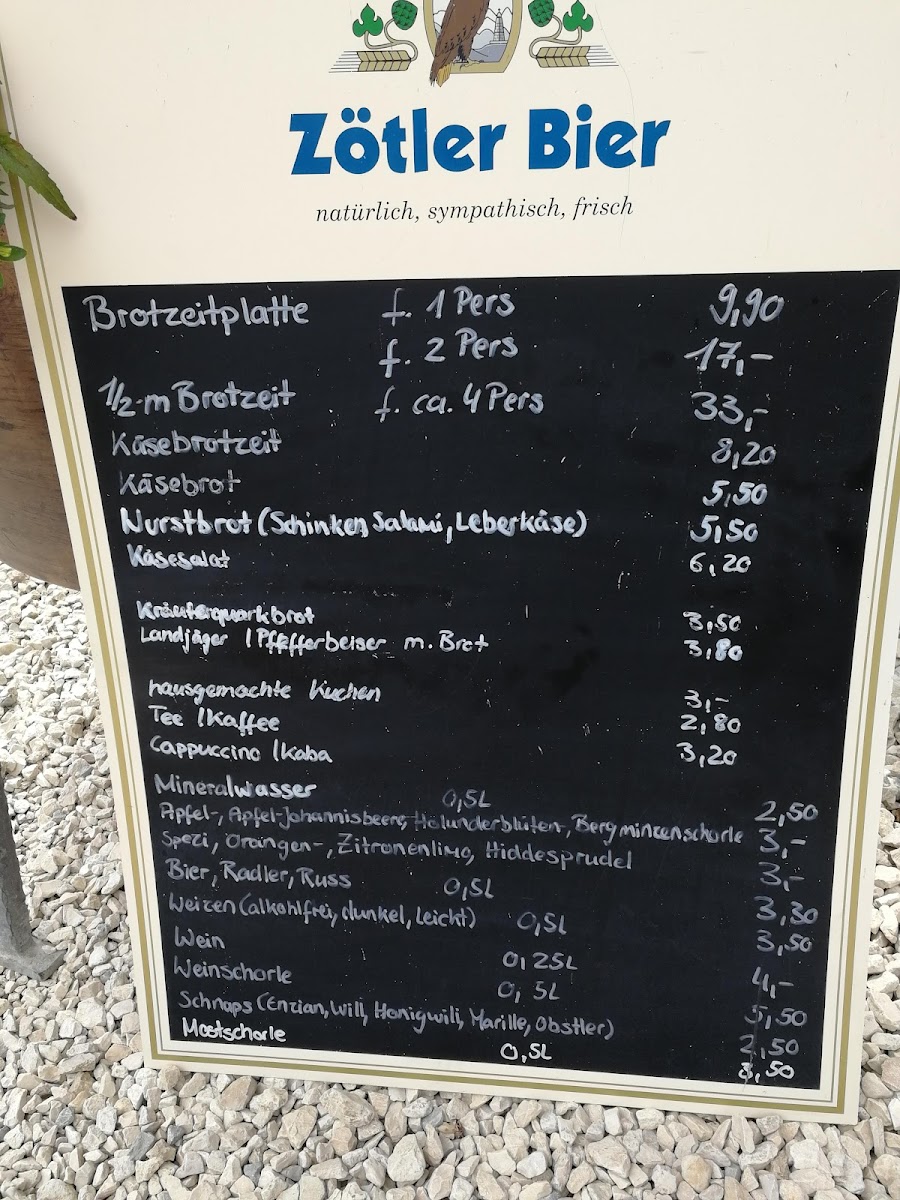 Zötler Bier
natürlich, sympathisch, frisch
Brotzeitplatte f. 1 Pers 9,90
f. 2 Pers 17,-
1/2-m Brotzeit f. ca. 4 Pers 33,-
Käsebrotzeit 8,20
Käsebrot 5,50
Wurstbrot (Schinken, Salami, Leberkäse) 5,50
Käsesalat 6,20
Kräuterquarkbrot 3,50
Landjäger / Pfefferbeiser m. Brot 3,80
hausgemachte Kuchen 3,-
Tee / Kaffee 2,80
Cappuccino / Kaba 3,20
Mineralwasser 0,5L 2,50
Apfel-, Apfel-Johannisbeere, Holunderblüten-, Bergminzenschorle 3,-
Spezi, Orangen-, Zitronenlimo, Hiddesprudel 3,-
Bier, Radler, Russ 0,5L 3,30
Weizen (alkohlfrei, dunkel, Leicht) 0,5L 3,50
Wein 0,25L 4,-
Weinschorle 0,5L 5,50
Schnaps (Enzian, Wili, Honigwili, Marille, Obstler) 2,50
Mostschorle 0,5L 3,50